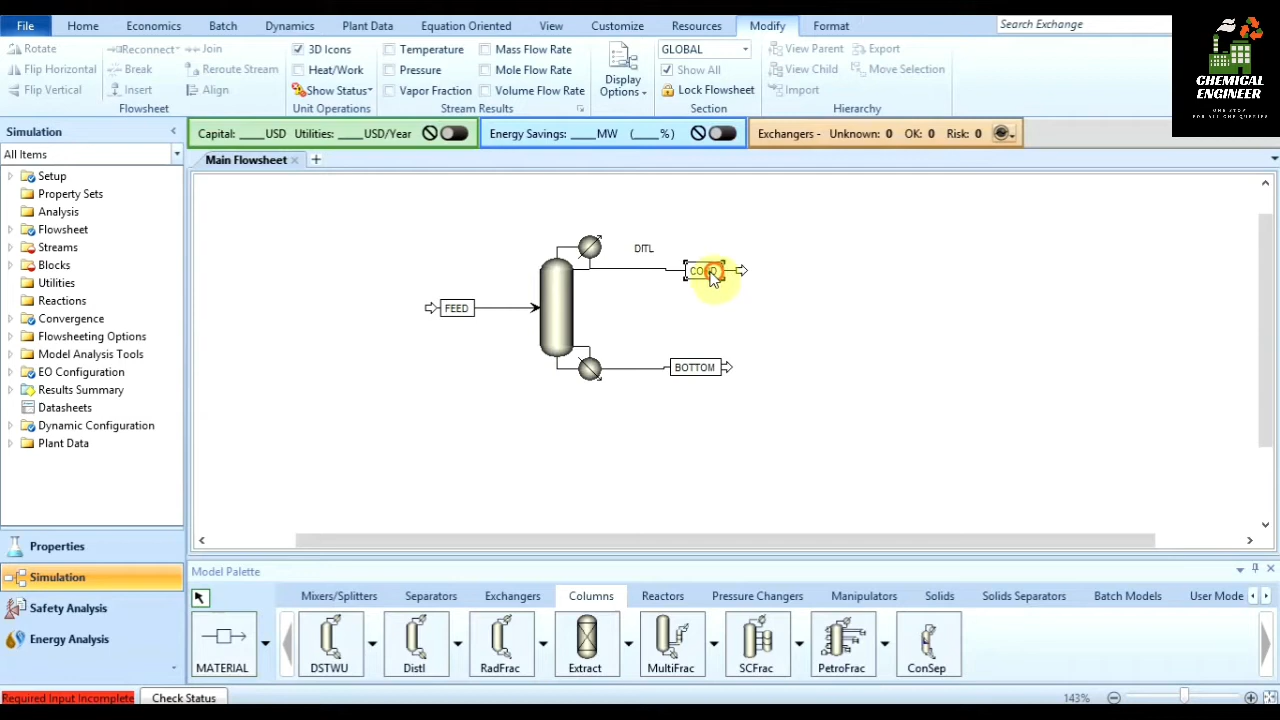 File Home Economics Batch Dynamics Plant Data Equation Oriented View Customize Resources Modify Format Search Exchange
Rotate Reconnect Join 3D Icons Temperature Mass Flow Rate GLOBAL View Parent Export
Flip Horizontal Break Reroute Stream Heat/Work Pressure Mole Flow Rate Display Show All View Child Move Selection
Flip Vertical Insert Align Show Status Vapor Fraction Volume Flow Rate Options Lock Flowsheet Import
Flowsheet Unit Operations Stream Results Section Hierarchy
CHEMICAL
ENGINEER
ONE STOP
FOR ALL CHE QUERIES
Simulation Capital: ____USD Utilities: ____USD/Year Energy Savings: ____MW (____%) Exchangers - Unknown: 0 OK: 0 Risk: 0
All Items Main Flowsheet +
Setup
Property Sets
Analysis
Flowsheet
Streams
Blocks
Utilities
Reactions
Convergence
Flowsheeting Options
Model Analysis Tools
EO Configuration
Results Summary
Datasheets
Dynamic Configuration
Plant Data
DITL
FEED
BOTTOM
Properties
Simulation
Safety Analysis
Energy Analysis
Model Palette
Mixers/Splitters Separators Exchangers Columns Reactors Pressure Changers Manipulators Solids Solids Separators Batch Models User Mode
MATERIAL DSTWU Distl RadFrac Extract MultiFrac SCFrac PetroFrac ConSep
Required Input Incomplete Check Status 143%